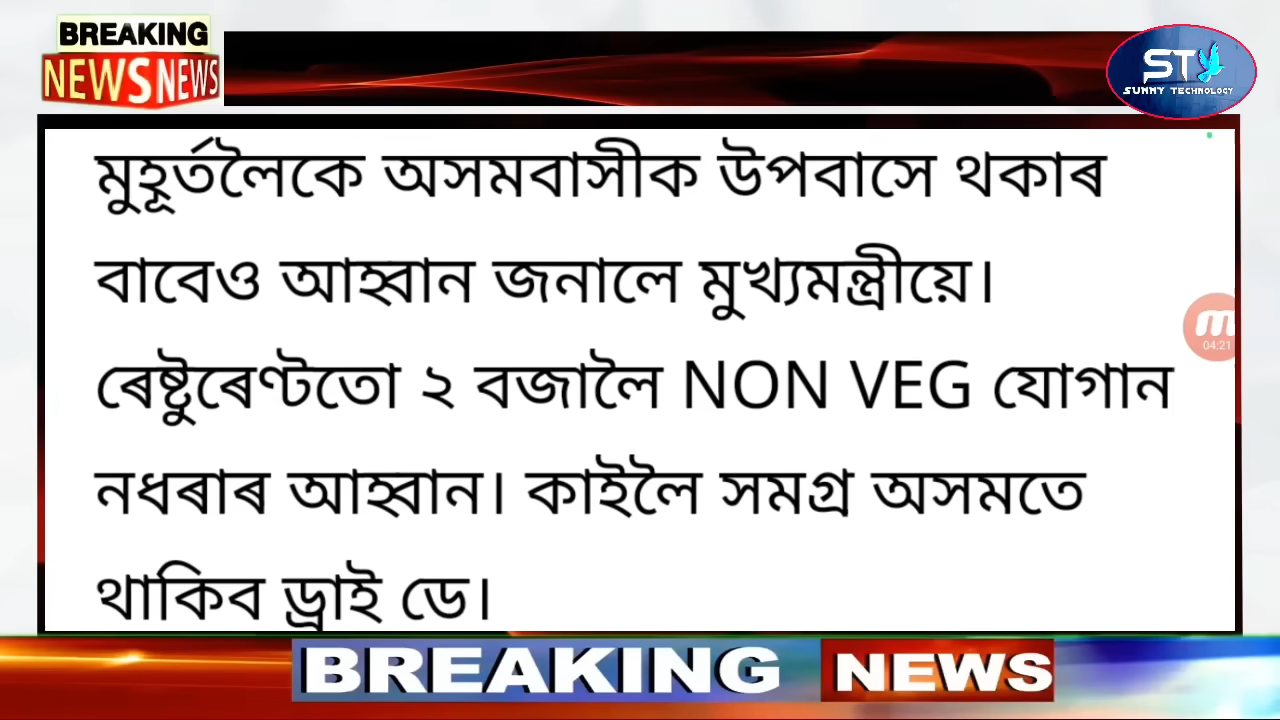 BREAKING
NEWS NEWS
ST
SUNNY TECHNOLOGY
মুহূৰ্তলৈকে অসমবাসীক উপবাসে থকাৰ
বাবেও আহ্বান জনালে মুখ্যমন্ত্ৰীয়ে।
m
04:21
ৰেষ্টুৰেণ্টতো ২ বজালৈ NON VEG যোগান
নধৰাৰ আহ্বান। কাইলৈ সমগ্ৰ অসমতে
থাকিব ড্ৰাই ডে।
BREAKING NEWS